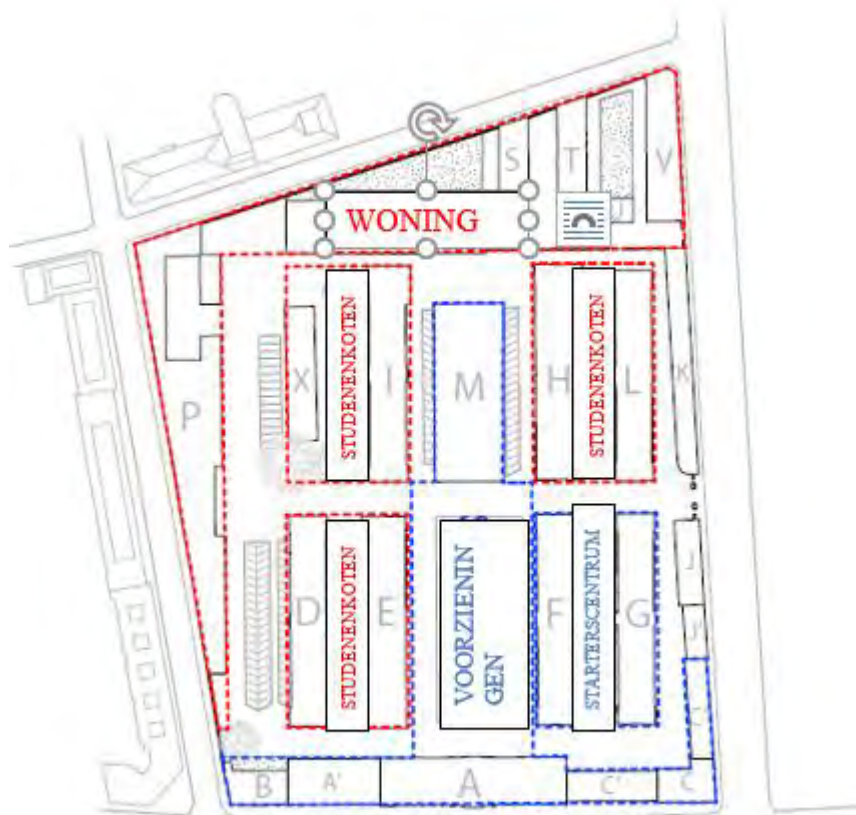 S
T
V
WONING
P
X
STUDENENKOTEN
I
M
H
STUDENENKOTEN
L
K
D
STUDENENKOTEN
E
VOORZIENIN
GEN
F
STARTERSCENTRUM
G
J
J'
B
A'
A
C'
C